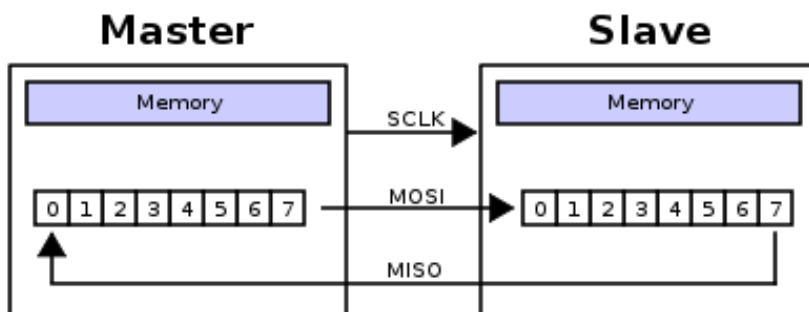 Master Slave
Memory Memory
SCLK
0 1 2 3 4 5 6 7 MOSI 0 1 2 3 4 5 6 7
MISO